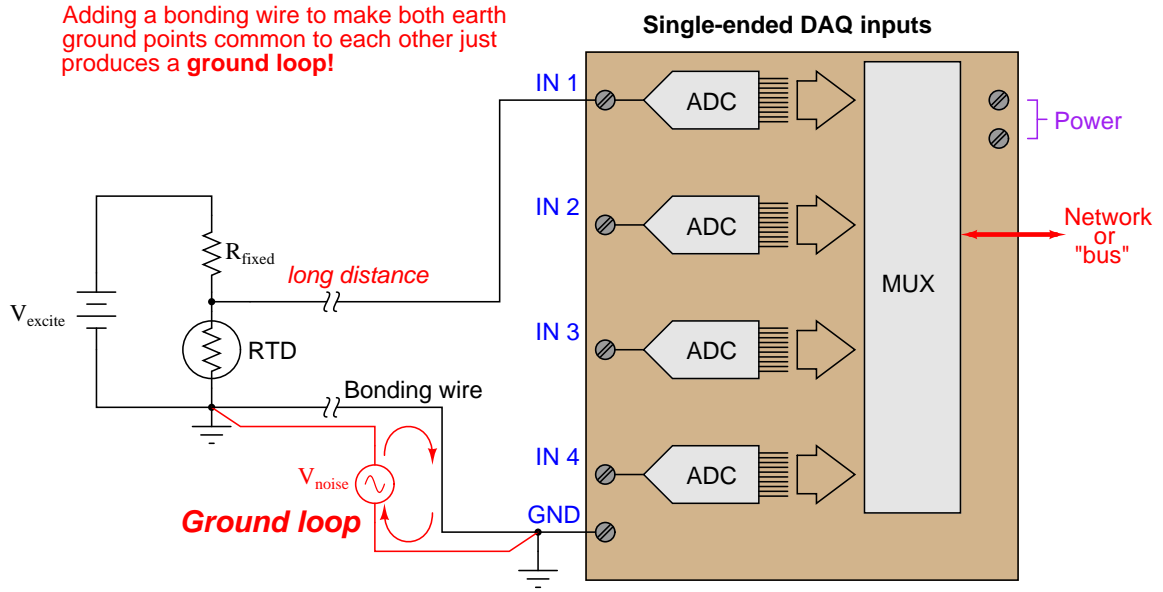 Adding a bonding wire to make both earth
ground points common to each other just
produces a ground loop!
Single-ended DAQ inputs
IN 1
ADC
Power
IN 2
ADC
Network
or
"bus"
Rfixed
long distance
MUX
Vexcite
IN 3
ADC
RTD
Bonding wire
IN 4
ADC
Vnoise
Ground loop
GND